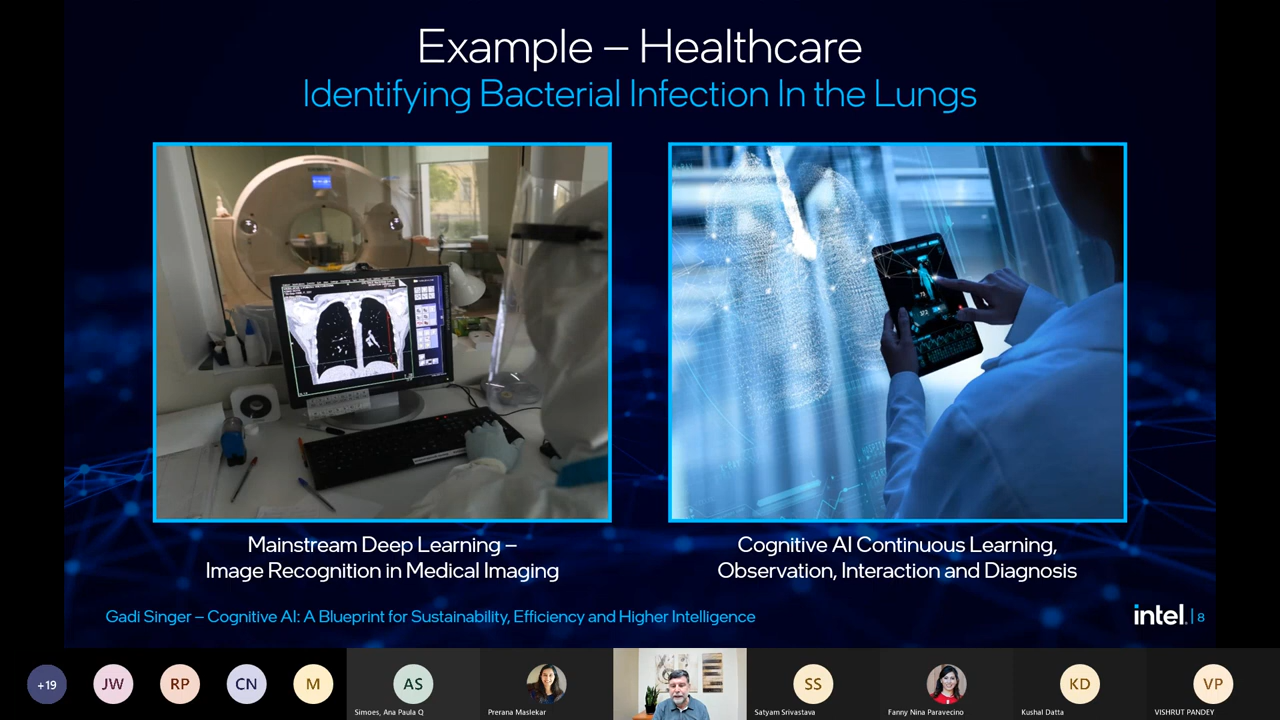 Example – Healthcare
Identifying Bacterial Infection In the Lungs
Mainstream Deep Learning –
Image Recognition in Medical Imaging
Cognitive AI Continuous Learning,
Observation, Interaction and Diagnosis
Gadi Singer – Cognitive AI: A Blueprint for Sustainability, Efficiency and Higher Intelligence
intel. | 8
+19
JW
RP
CN
M
AS
Simoes, Ana Paula Q
Prerana Maslekar
SS
Satyam Srivastava
Fanny Nina Paravecino
KD
Kushal Datta
VP
VISHRUT PANDEY